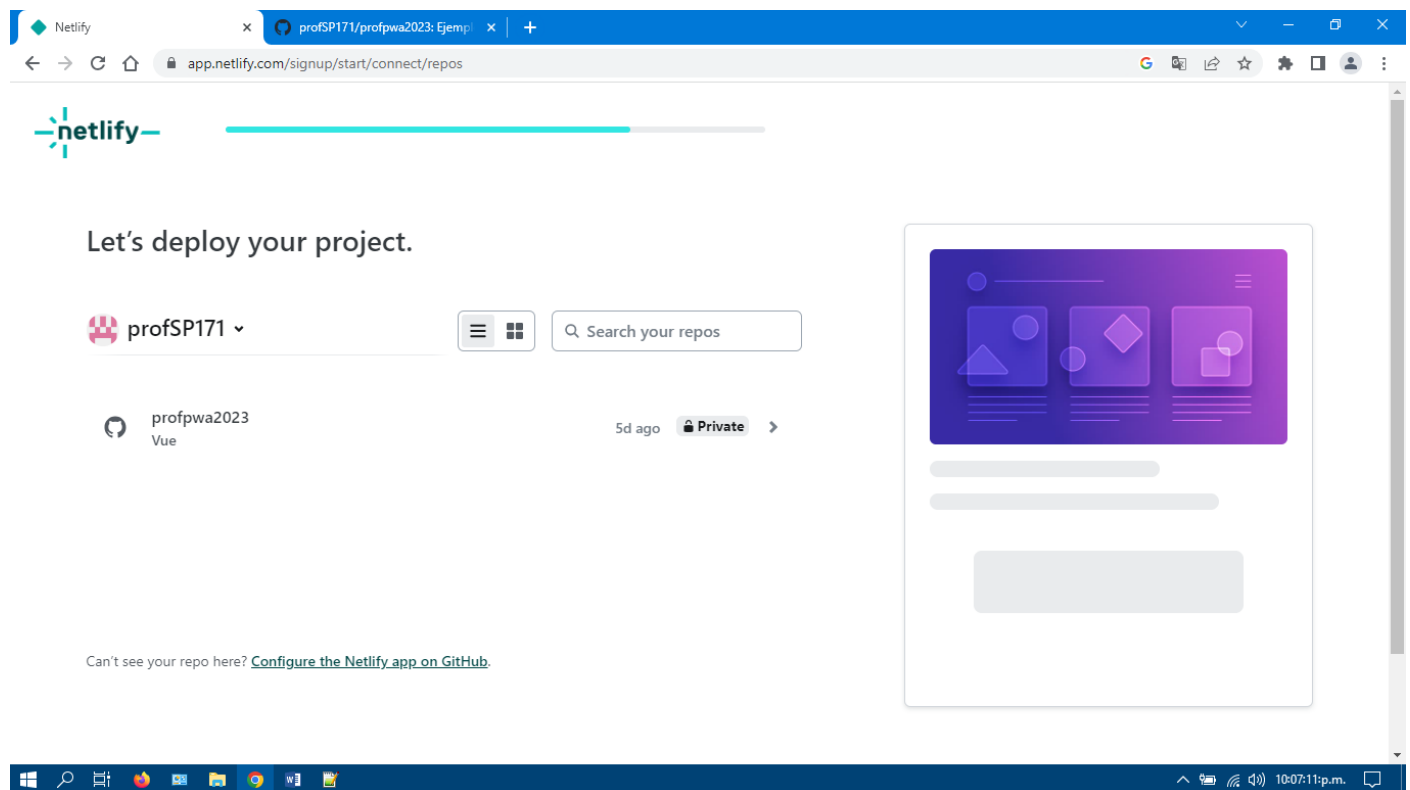 Netlify
profSP171/profpwa2023: Ejempl
app.netlify.com/signup/start/connect/repos
netlify
Let's deploy your project.
profSP171
Search your repos
profpwa2023
Vue
5d ago
Private
Can't see your repo here? Configure the Netlify app on GitHub.
10:07:11:p.m.